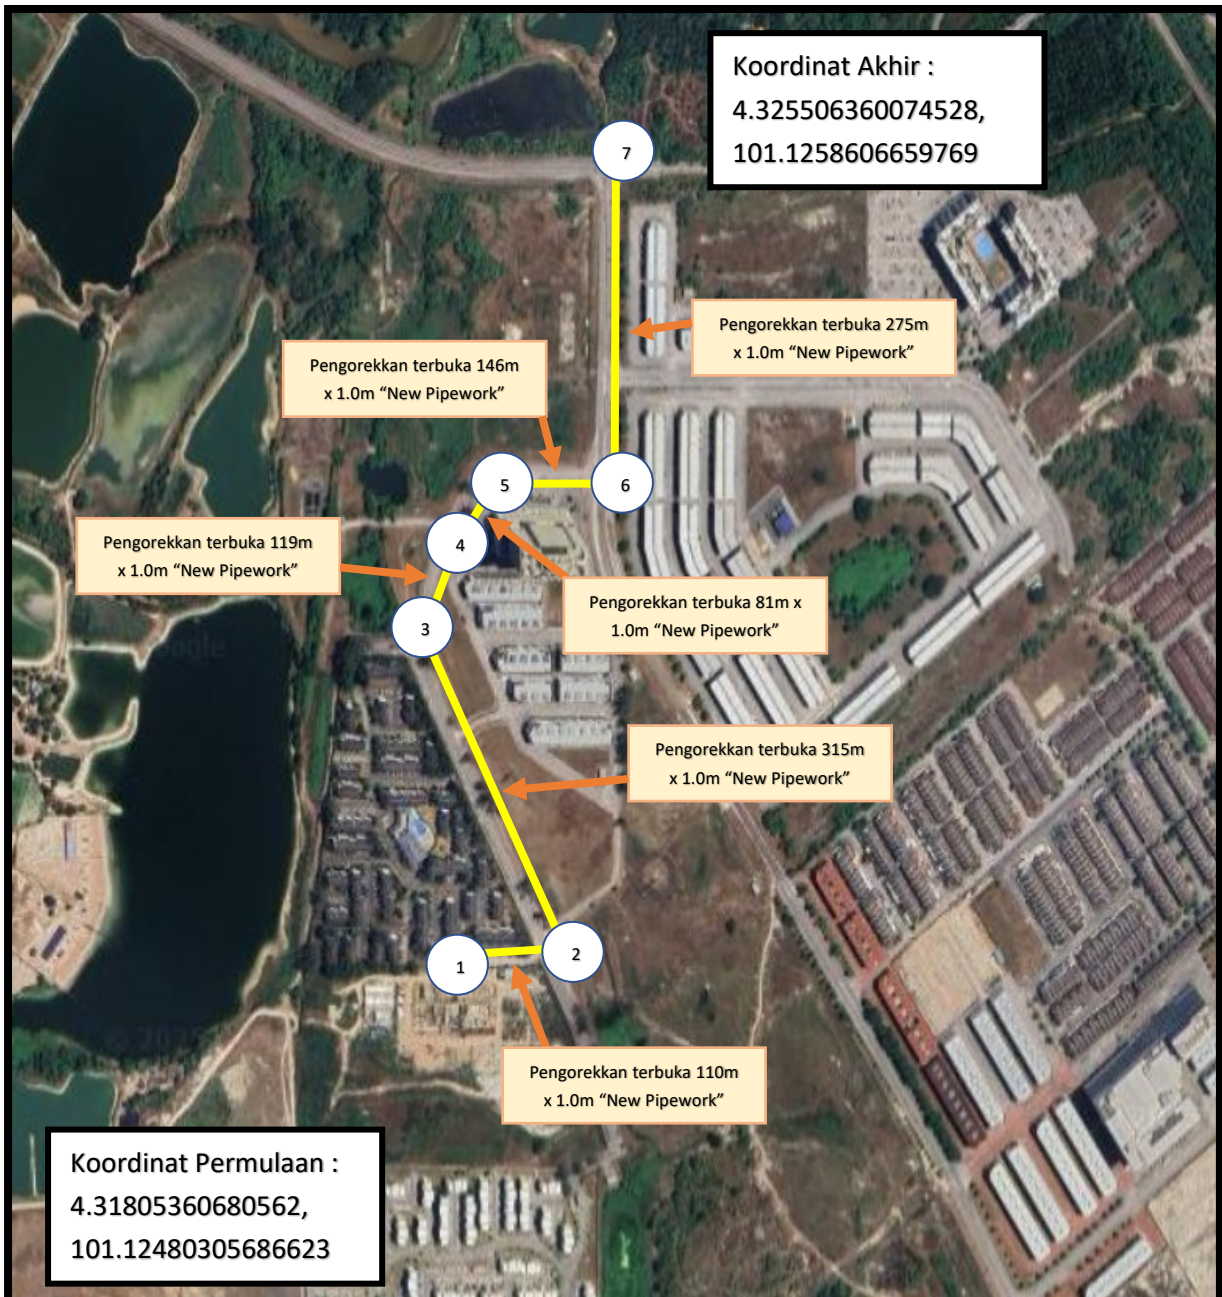 Koordinat Akhir :
4.325506360074528,
101.1258606659769
7
Pengorekkan terbuka 275m
x 1.0m “New Pipework”
Pengorekkan terbuka 146m
x 1.0m “New Pipework”
5
6
Pengorekkan terbuka 119m
x 1.0m “New Pipework”
4
Pengorekkan terbuka 81m x
1.0m “New Pipework”
3
Pengorekkan terbuka 315m
x 1.0m “New Pipework”
2
1
Pengorekkan terbuka 110m
x 1.0m “New Pipework”
Koordinat Permulaan :
4.31805360680562,
101.12480305686623